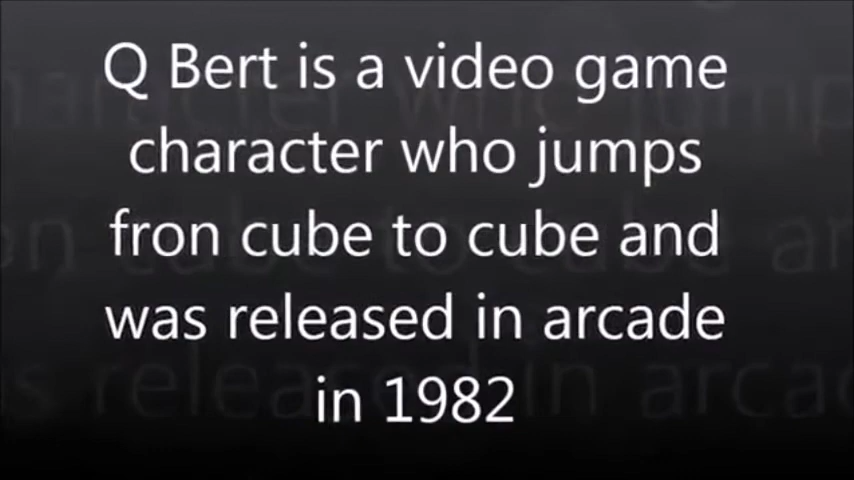 Q Bert is a video game
character who jumps
fron cube to cube and
was released in arcade
in 1982